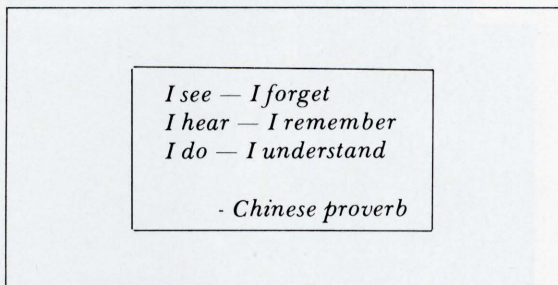 I see — I forget
I hear — I remember
I do — I understand
- Chinese proverb